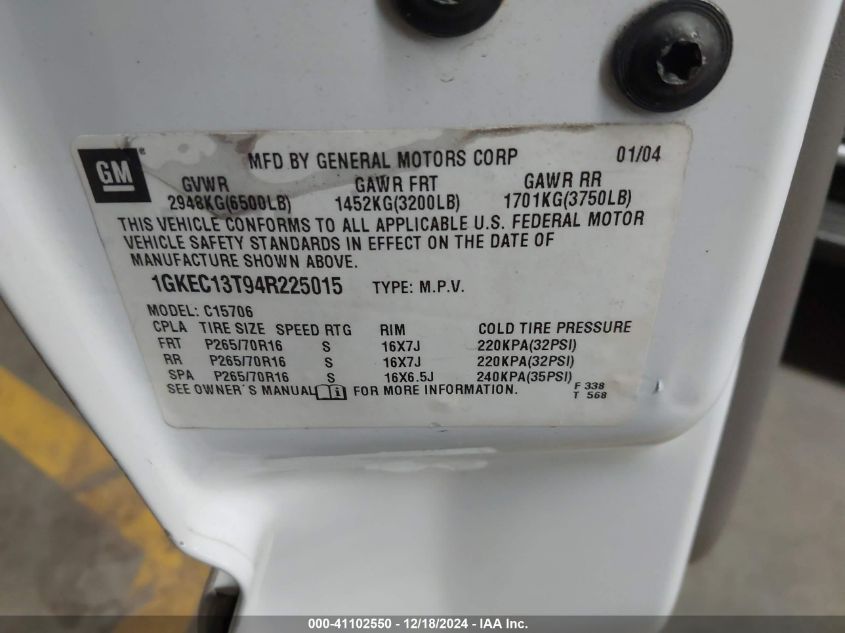 GM ® MFD BY GENERAL MOTORS CORP 01/04
GVWR GAWR FRT GAWR RR
2948KG(6500LB) 1452KG(3200LB) 1701KG(3750LB)
THIS VEHICLE CONFORMS TO ALL APPLICABLE U.S. FEDERAL MOTOR
VEHICLE SAFETY STANDARDS IN EFFECT ON THE DATE OF
MANUFACTURE SHOWN ABOVE.
1GKEC13T94R225015 TYPE: M.P.V.
MODEL: C15706
CPLA TIRE SIZE SPEED RTG RIM COLD TIRE PRESSURE
FRT P265/70R16 S 16X7J 220KPA(32PSI)
RR P265/70R16 S 16X7J 220KPA(32PSI)
SPA P265/70R16 S 16X6.5J 240KPA(35PSI)
SEE OWNER'S MANUAL i FOR MORE INFORMATION. F 338
T 568
000-41102550 - 12/18/2024 - IAA Inc.